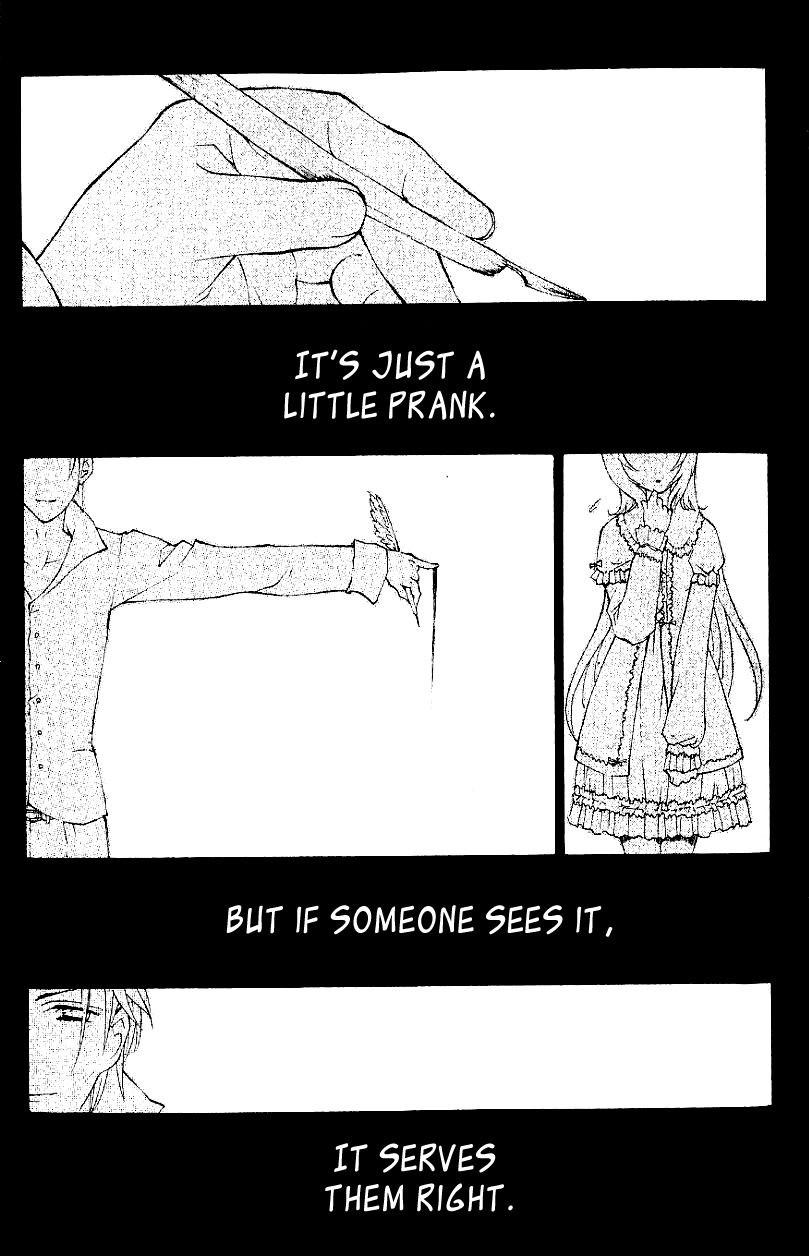 IT'S JUST A
LITTLE PRANK.
BUT IF SOMEONE SEES IT,
IT SERVES
THEM RIGHT.